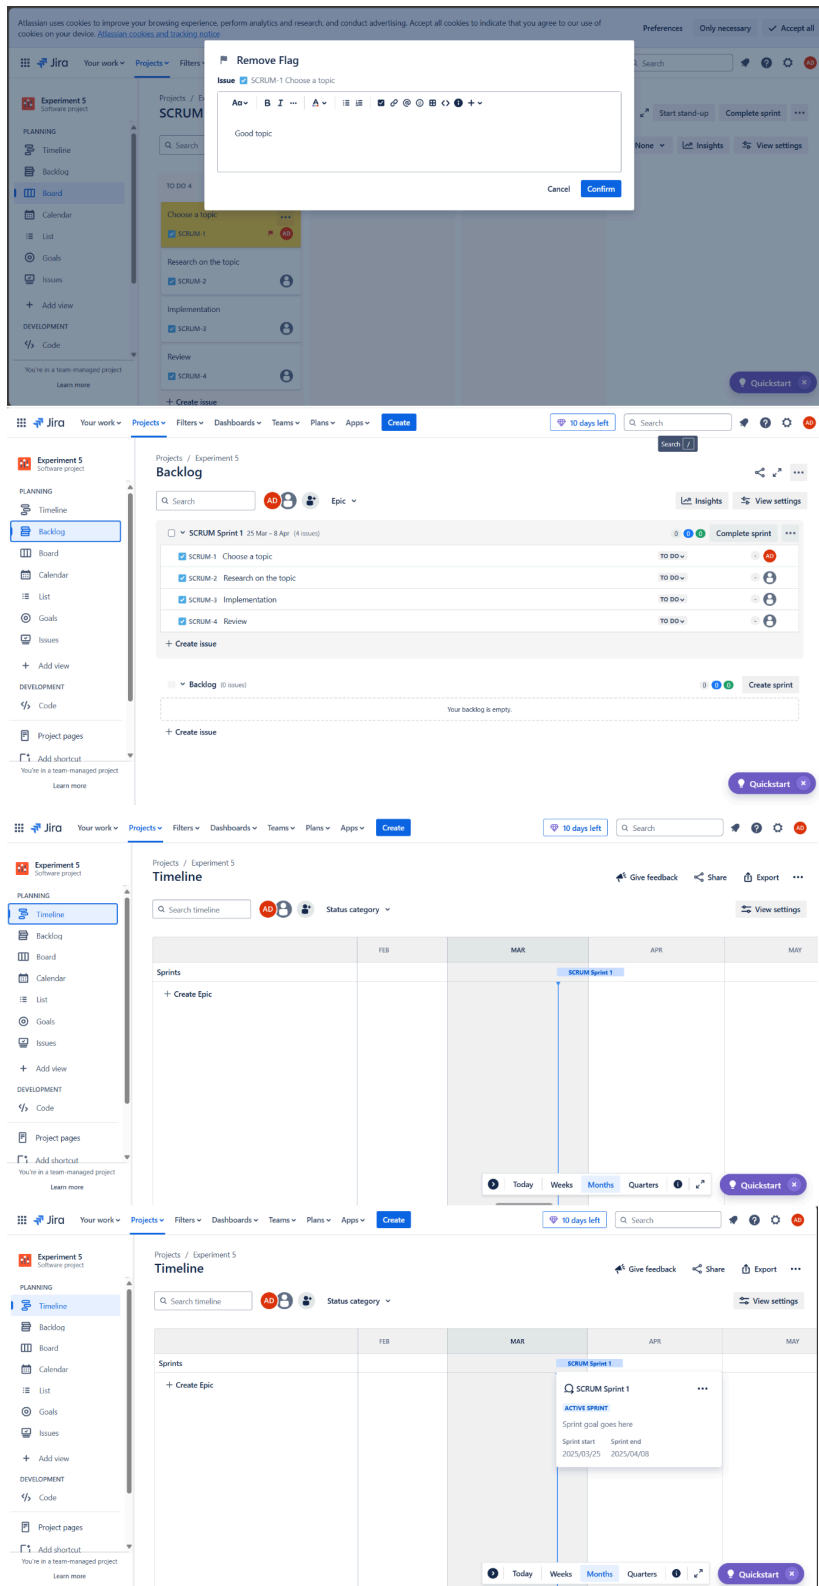 Atlassian uses cookies to improve your browsing experience, perform analytics and research, and conduct advertising. Accept all cookies to indicate that you agree to our use of
cookies on your device. Atlassian cookies and tracking notice
Preferences Only necessary Accept all
Remove Flag
Issue SCRUM-1 Choose a topic
Aa B I ... A
Good topic
Cancel Confirm
Jira Your work Projects Filters Search AD
Experiment 5
Software project
PLANNING
Timeline
Backlog
Board
Calendar
List
Goals
Issues
Add view
DEVELOPMENT
Code
You're in a team-managed project
Learn more
Projects / Ex
SCRUM
Start stand-up Complete sprint
Search
None Insights View settings
TO DO 4
Choose a topic
SCRUM-1 AD
Research on the topic
SCRUM-2
Implementation
SCRUM-3
Review
SCRUM-4
+ Create issue
Quickstart
Jira Your work Projects Filters Dashboards Teams Plans Apps Create 10 days left Search AD
Search /
Experiment 5
Software project
PLANNING
Timeline
Backlog
Board
Calendar
List
Goals
Issues
Add view
DEVELOPMENT
Code
Project pages
Add shortcut
You're in a team-managed project
Learn more
Projects / Experiment 5
Backlog
Search AD Epic Insights View settings
SCRUM Sprint 1 25 Mar – 8 Apr (4 issues) 0 0 0 Complete sprint
SCRUM-1 Choose a topic TO DO - AD
SCRUM-2 Research on the topic TO DO -
SCRUM-3 Implementation TO DO -
SCRUM-4 Review TO DO -
+ Create issue
Backlog (0 issues) 0 0 0 Create sprint
Your backlog is empty.
+ Create issue
Quickstart
Jira Your work Projects Filters Dashboards Teams Plans Apps Create 10 days left Search AD
Experiment 5
Software project
PLANNING
Timeline
Backlog
Board
Calendar
List
Goals
Issues
Add view
DEVELOPMENT
Code
Project pages
Add shortcut
You're in a team-managed project
Learn more
Projects / Experiment 5
Timeline
Give feedback Share Export
Search timeline AD Status category View settings
FEB MAR APR MAY
Sprints SCRUM Sprint 1
+ Create Epic
Today Weeks Months Quarters
Quickstart
Jira Your work Projects Filters Dashboards Teams Plans Apps Create 10 days left Search AD
Experiment 5
Software project
PLANNING
Timeline
Backlog
Board
Calendar
List
Goals
Issues
Add view
DEVELOPMENT
Code
Project pages
Add shortcut
You're in a team-managed project
Learn more
Projects / Experiment 5
Timeline
Give feedback Share Export
Search timeline AD Status category View settings
FEB MAR APR MAY
Sprints SCRUM Sprint 1
+ Create Epic
SCRUM Sprint 1
ACTIVE SPRINT
Sprint goal goes here
Sprint start Sprint end
2025/03/25 2025/04/08
Today Weeks Months Quarters
Quickstart